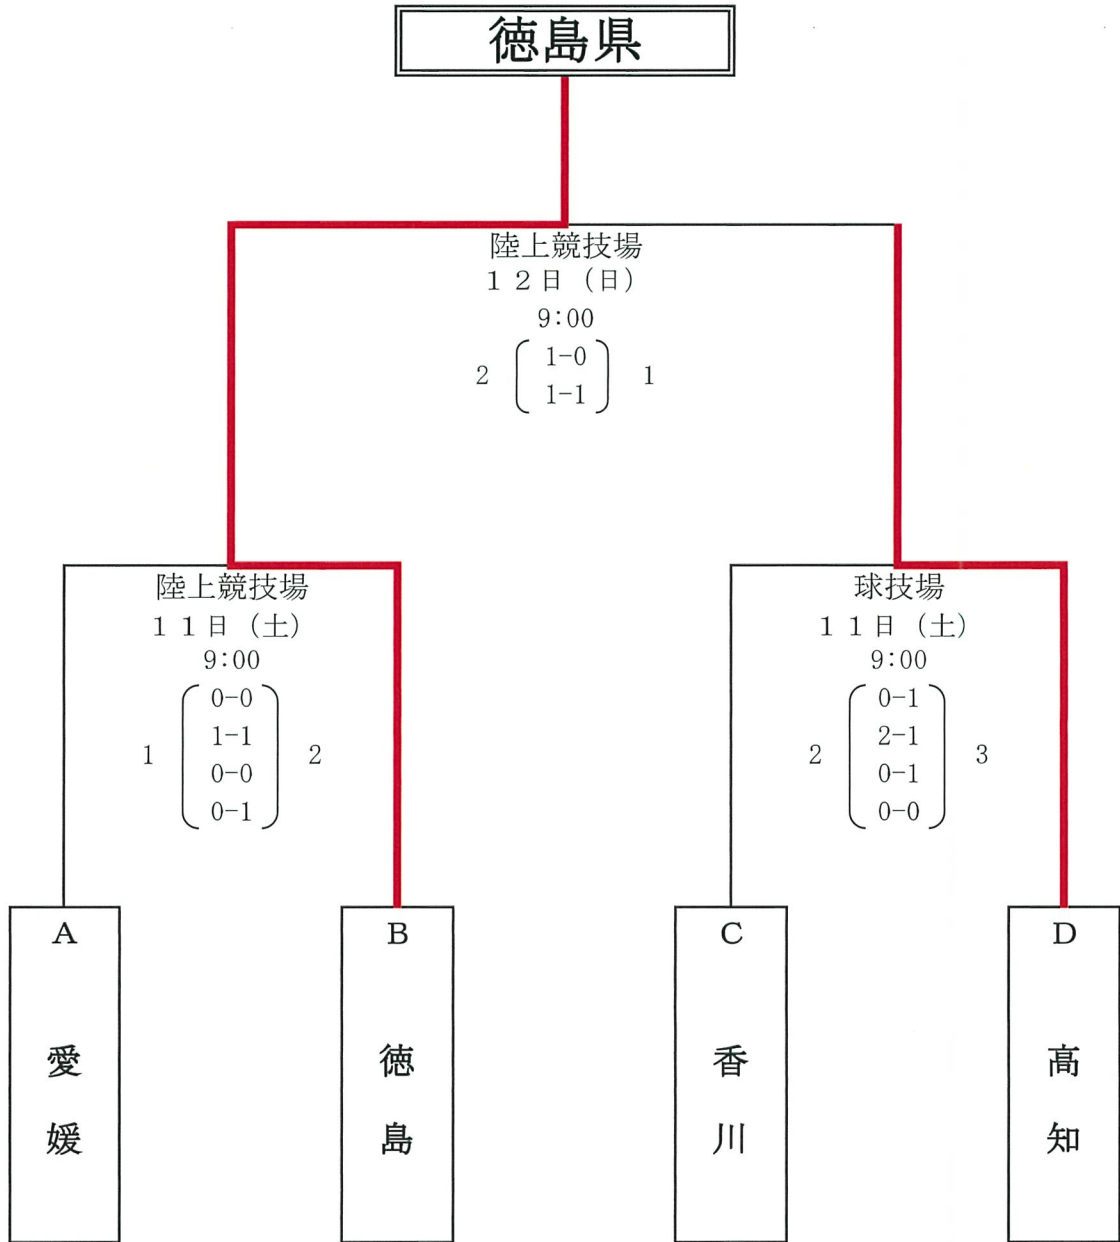 徳島県
陸上競技場
１２日（日）
9:00
2 1-0 1
1-1
陸上競技場
１１日（土）
9:00
0-0
1 1-1 2
0-0
0-1
球技場
１１日（土）
9:00
0-1
2 2-1 3
0-1
0-0
A
愛媛
B
徳島
C
香川
D
高知